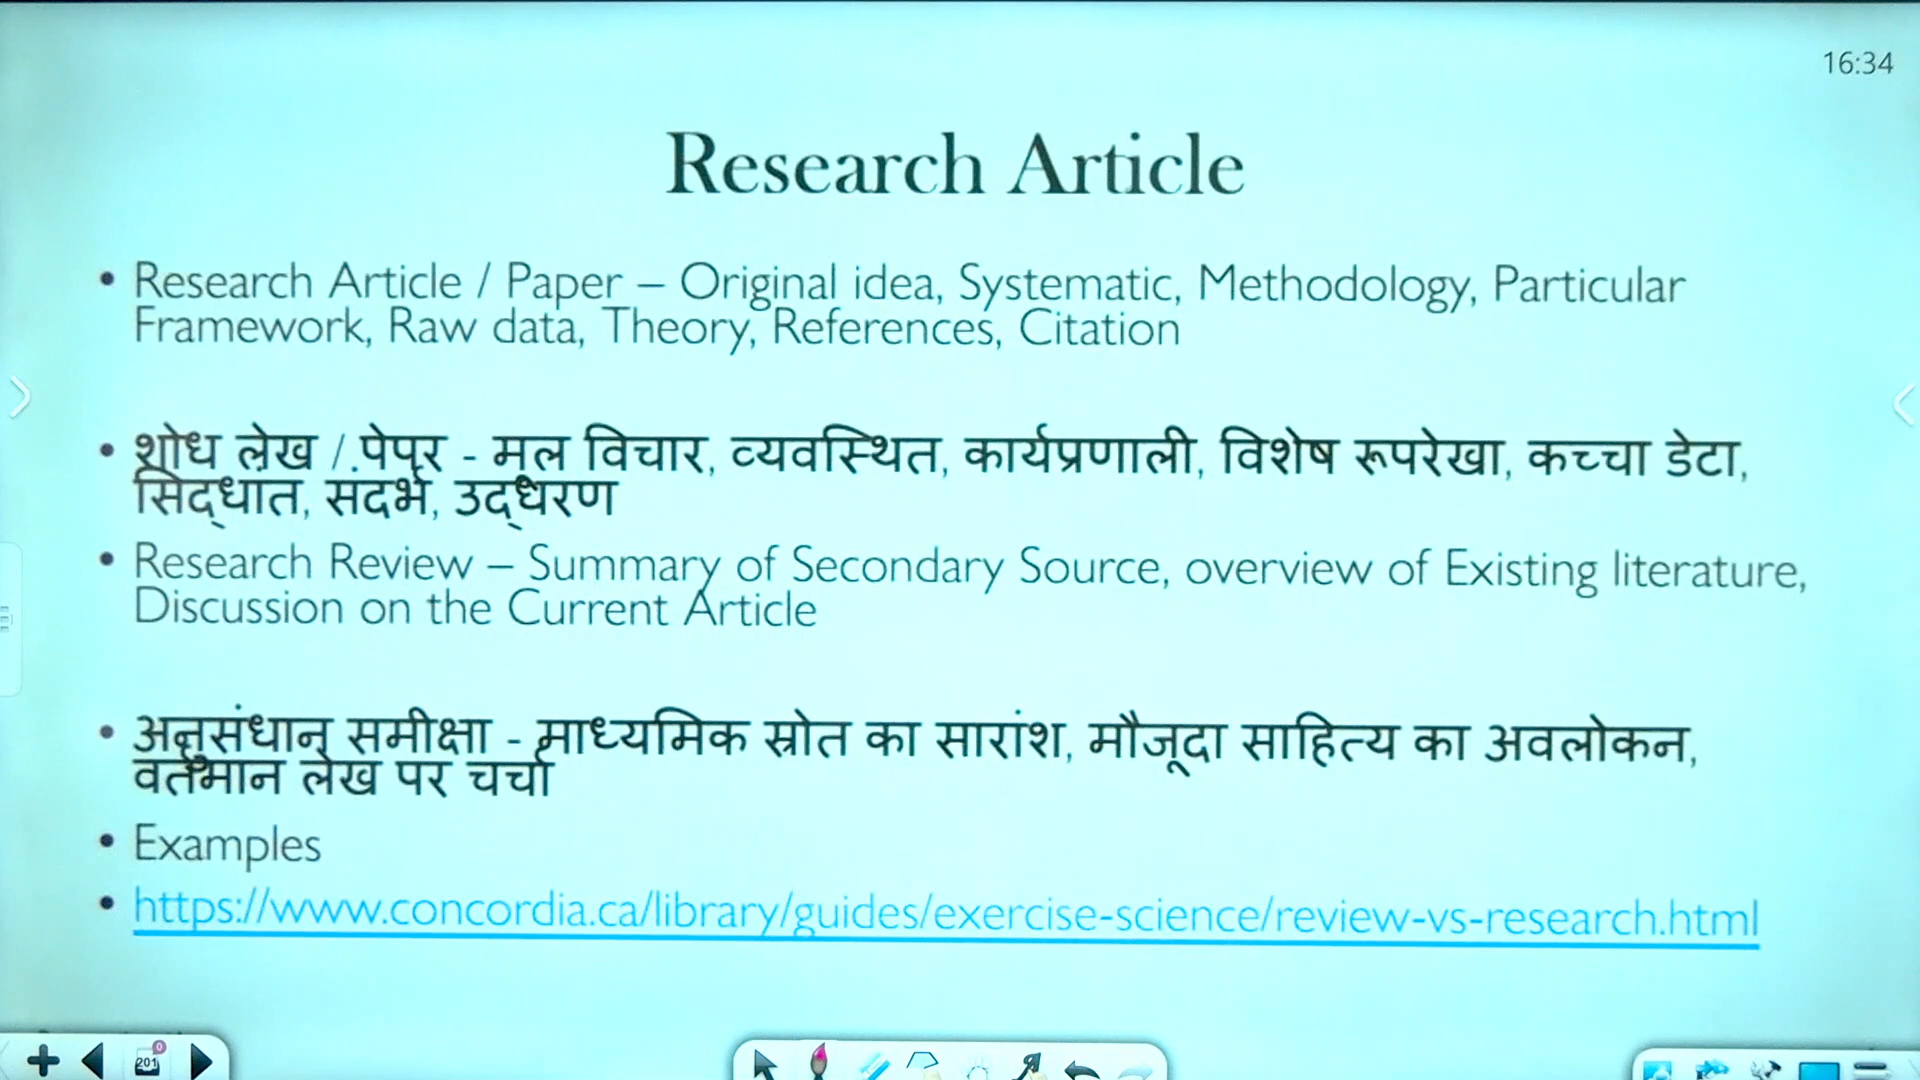 16:34
Research Article
• Research Article / Paper – Original idea, Systematic, Methodology, Particular
Framework, Raw data, Theory, References, Citation
• शोध लेख / पेपर - मूल विचार, व्यवस्थित, कार्यप्रणाली, विशेष रूपरेखा, कच्चा डेटा,
सिद्धांत, संदर्भ, उद्धरण
• Research Review – Summary of Secondary Source, overview of Existing literature,
Discussion on the Current Article
• अनुसंधान समीक्षा - माध्यमिक स्रोत का सारांश, मौजूदा साहित्य का अवलोकन,
वर्तमान लेख पर चर्चा
• Examples
• https://www.concordia.ca/library/guides/exercise-science/review-vs-research.html
201
0